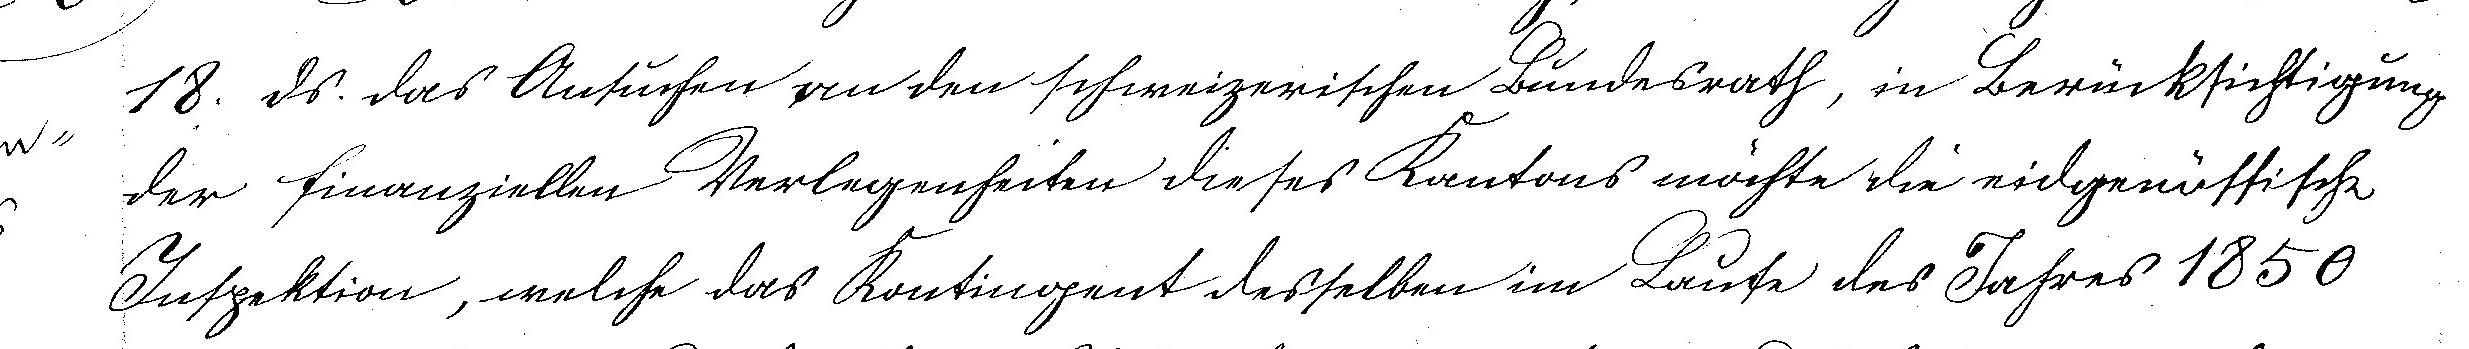 18. ds. das Ansuchen an den schweizerischen Bundesrath, in Berücksichtigung
der finanziellen Verlegenheiten dieses Kantons möchte die eidgenössische
Inspektion, welche das Kontingent desselben im Laufe des Jahres 1850